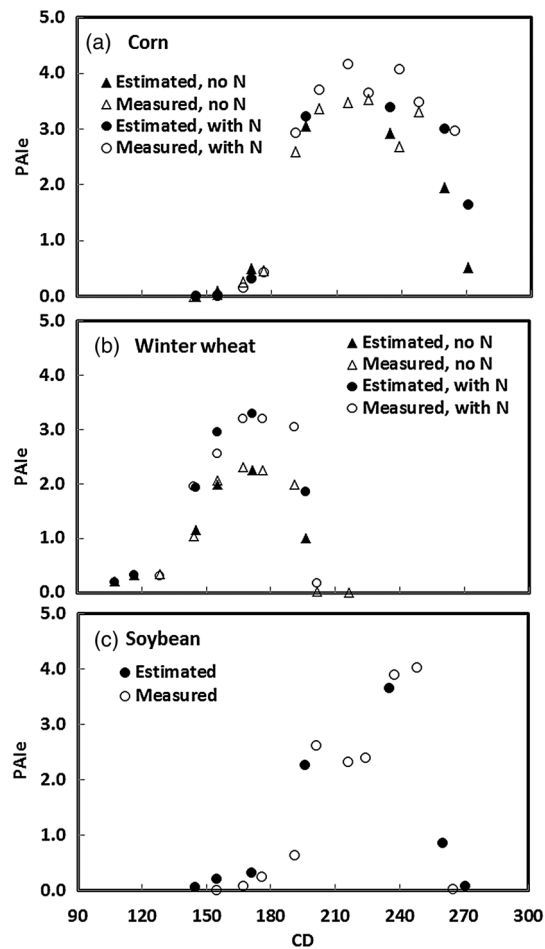 5.0
(a) Corn
4.0
▲ Estimated, no N
△ Measured, no N
● Estimated, with N
○ Measured, with N
3.0
PAIe
2.0
1.0
0.0
5.0
(b) Winter wheat
▲ Estimated, no N
△ Measured, no N
● Estimated, with N
○ Measured, with N
4.0
3.0
PAIe
2.0
1.0
0.0
5.0
(c) Soybean
● Estimated
○ Measured
4.0
3.0
PAIe
2.0
1.0
0.0
90 120 150 180 210 240 270 300
CD